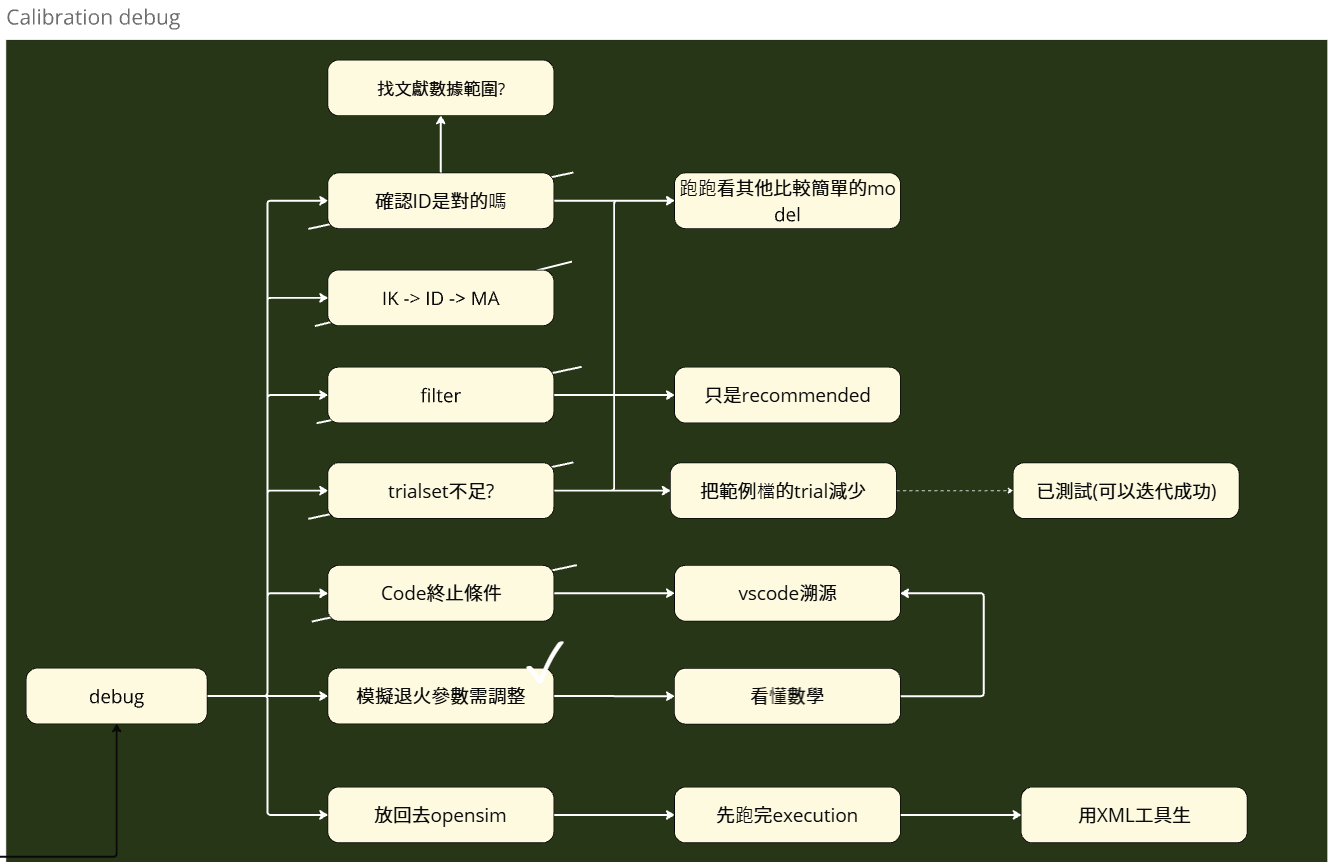 Calibration debug
找文獻數據範圍?
確認ID是對的嗎
跑跑看其他比較簡單的mo
del
IK -> ID -> MA
filter
只是recommended
trialset不足?
把範例檔的trial減少
已測試(可以迭代成功)
Code終止條件
vscode溯源
debug
模擬退火參數需調整
看懂數學
放回去opensim
先跑完execution
用XML工具生